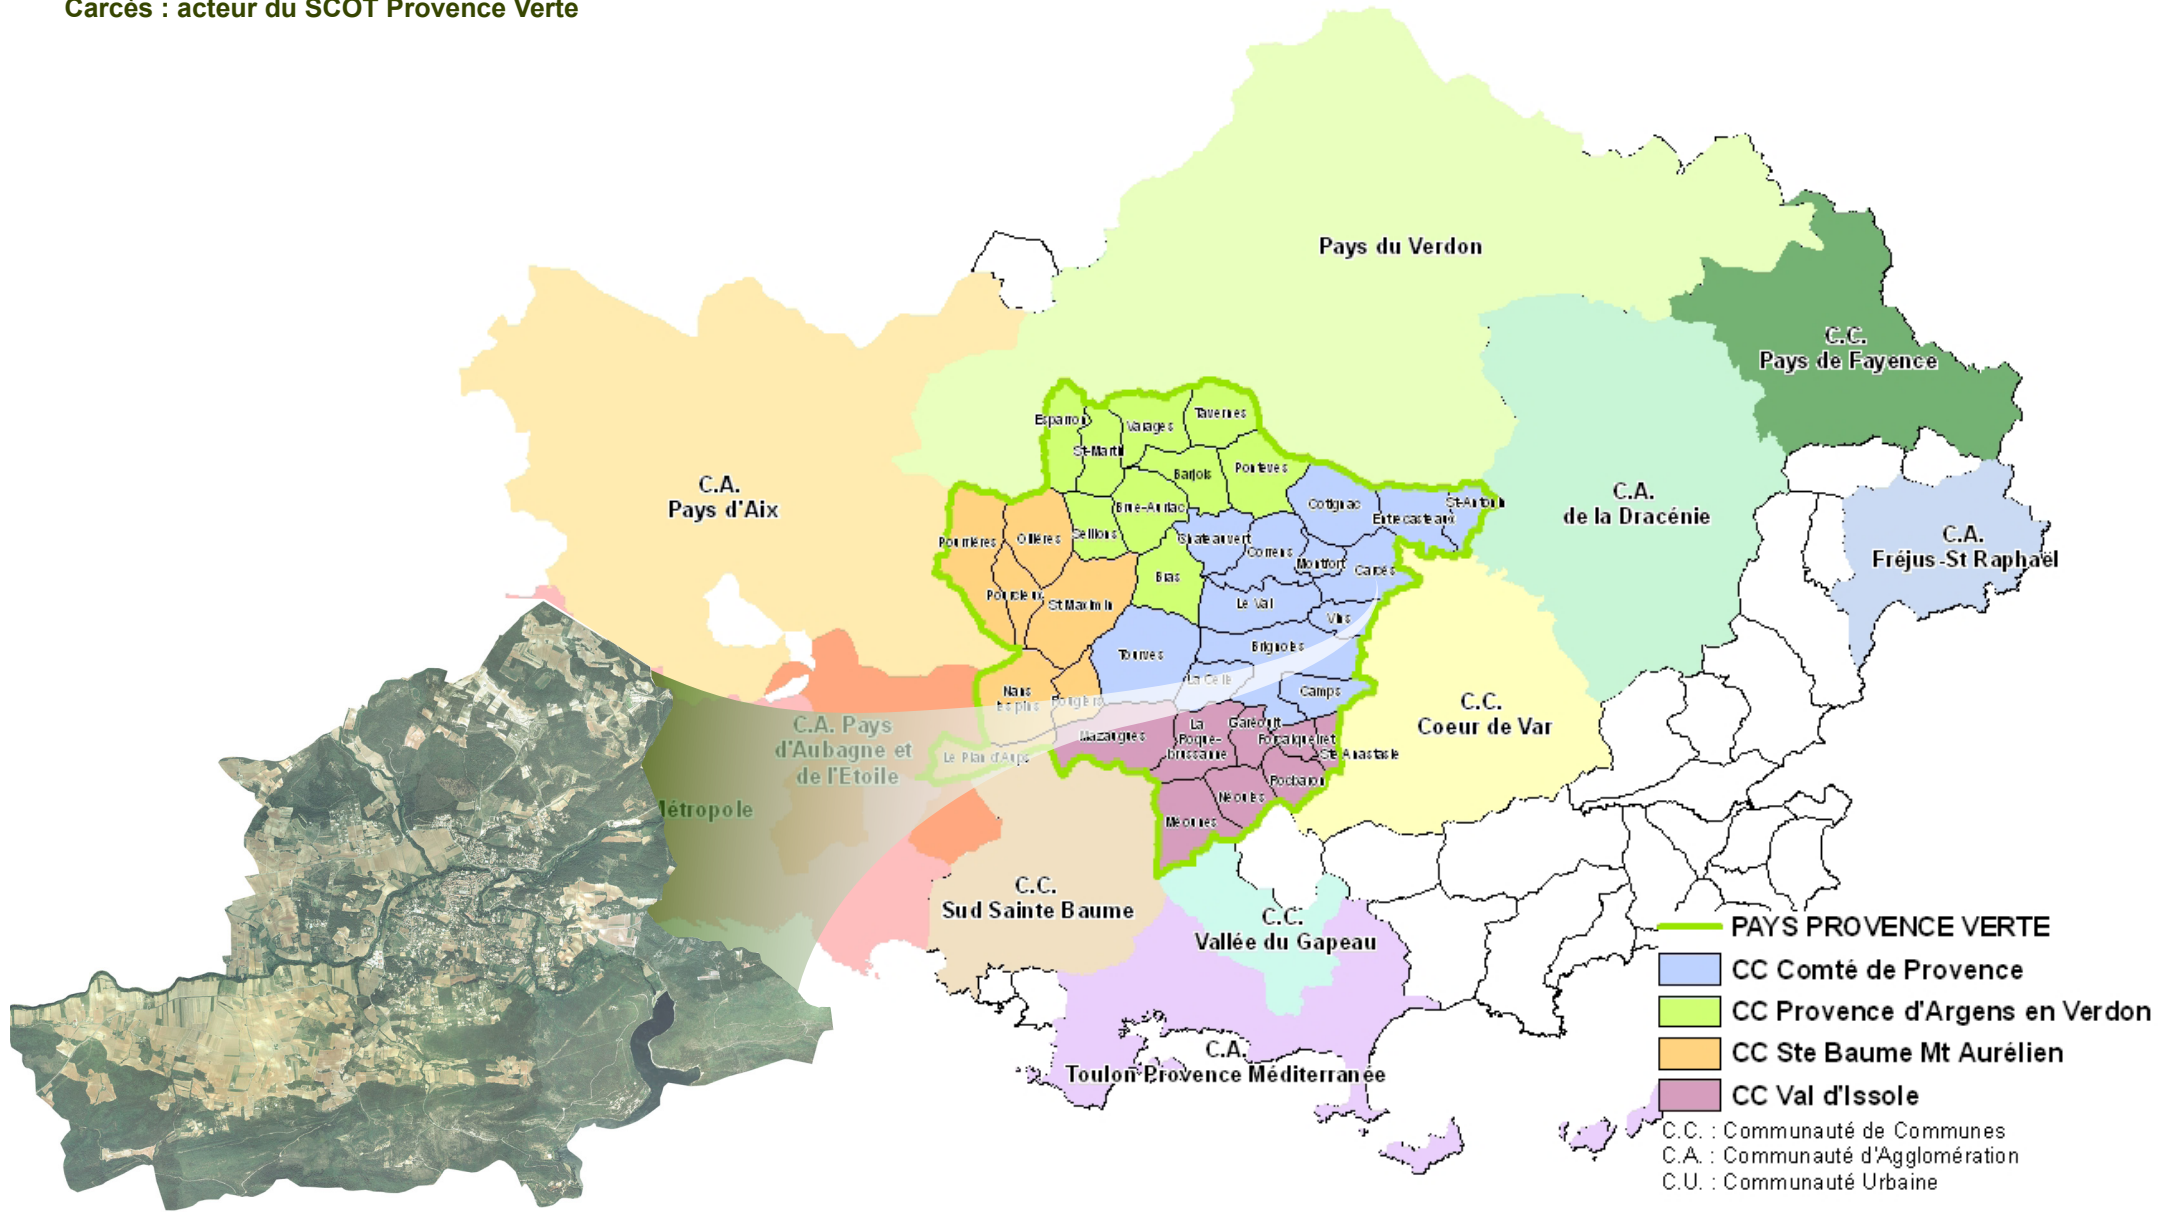 Carcès : acteur du SCOT Provence Verte
Pays du Verdon
C.C.
Pays de Fayence
C.A.
Pays d'Aix
C.A.
de la Dracénie
C.A.
Fréjus-St Raphaël
Esparron
St-Martin
Varages
Tavernes
Barjols
Ponteves
Brue-Auriac
Seillons
Bras
Cotignac
Entrecasteaux
St-Antonin
Chateauvert
Correns
Montfort
Carcès
Pourrières
Ollières
Pourcieux
St Maximin
Le Val
Vins
Tourves
Brignoles
La Celle
Camps
Nans
les pins
Rougiers
Le Plan d'Aups
Mazaugues
La
Roque-
brussanne
Garéoult
Forcalqueiret
Ste Anastasie
Rocbaron
Néoules
Méounes
C.A. Pays
d'Aubagne et
de l'Etoile
Métropole
C.C.
Coeur de Var
C.C.
Sud Sainte Baume
C.C.
Vallée du Gapeau
C.A.
Toulon Provence Méditerranée
PAYS PROVENCE VERTE
CC Comté de Provence
CC Provence d'Argens en Verdon
CC Ste Baume Mt Aurélien
CC Val d'Issole
C.C. : Communauté de Communes
C.A. : Communauté d'Agglomération
C.U. : Communauté Urbaine